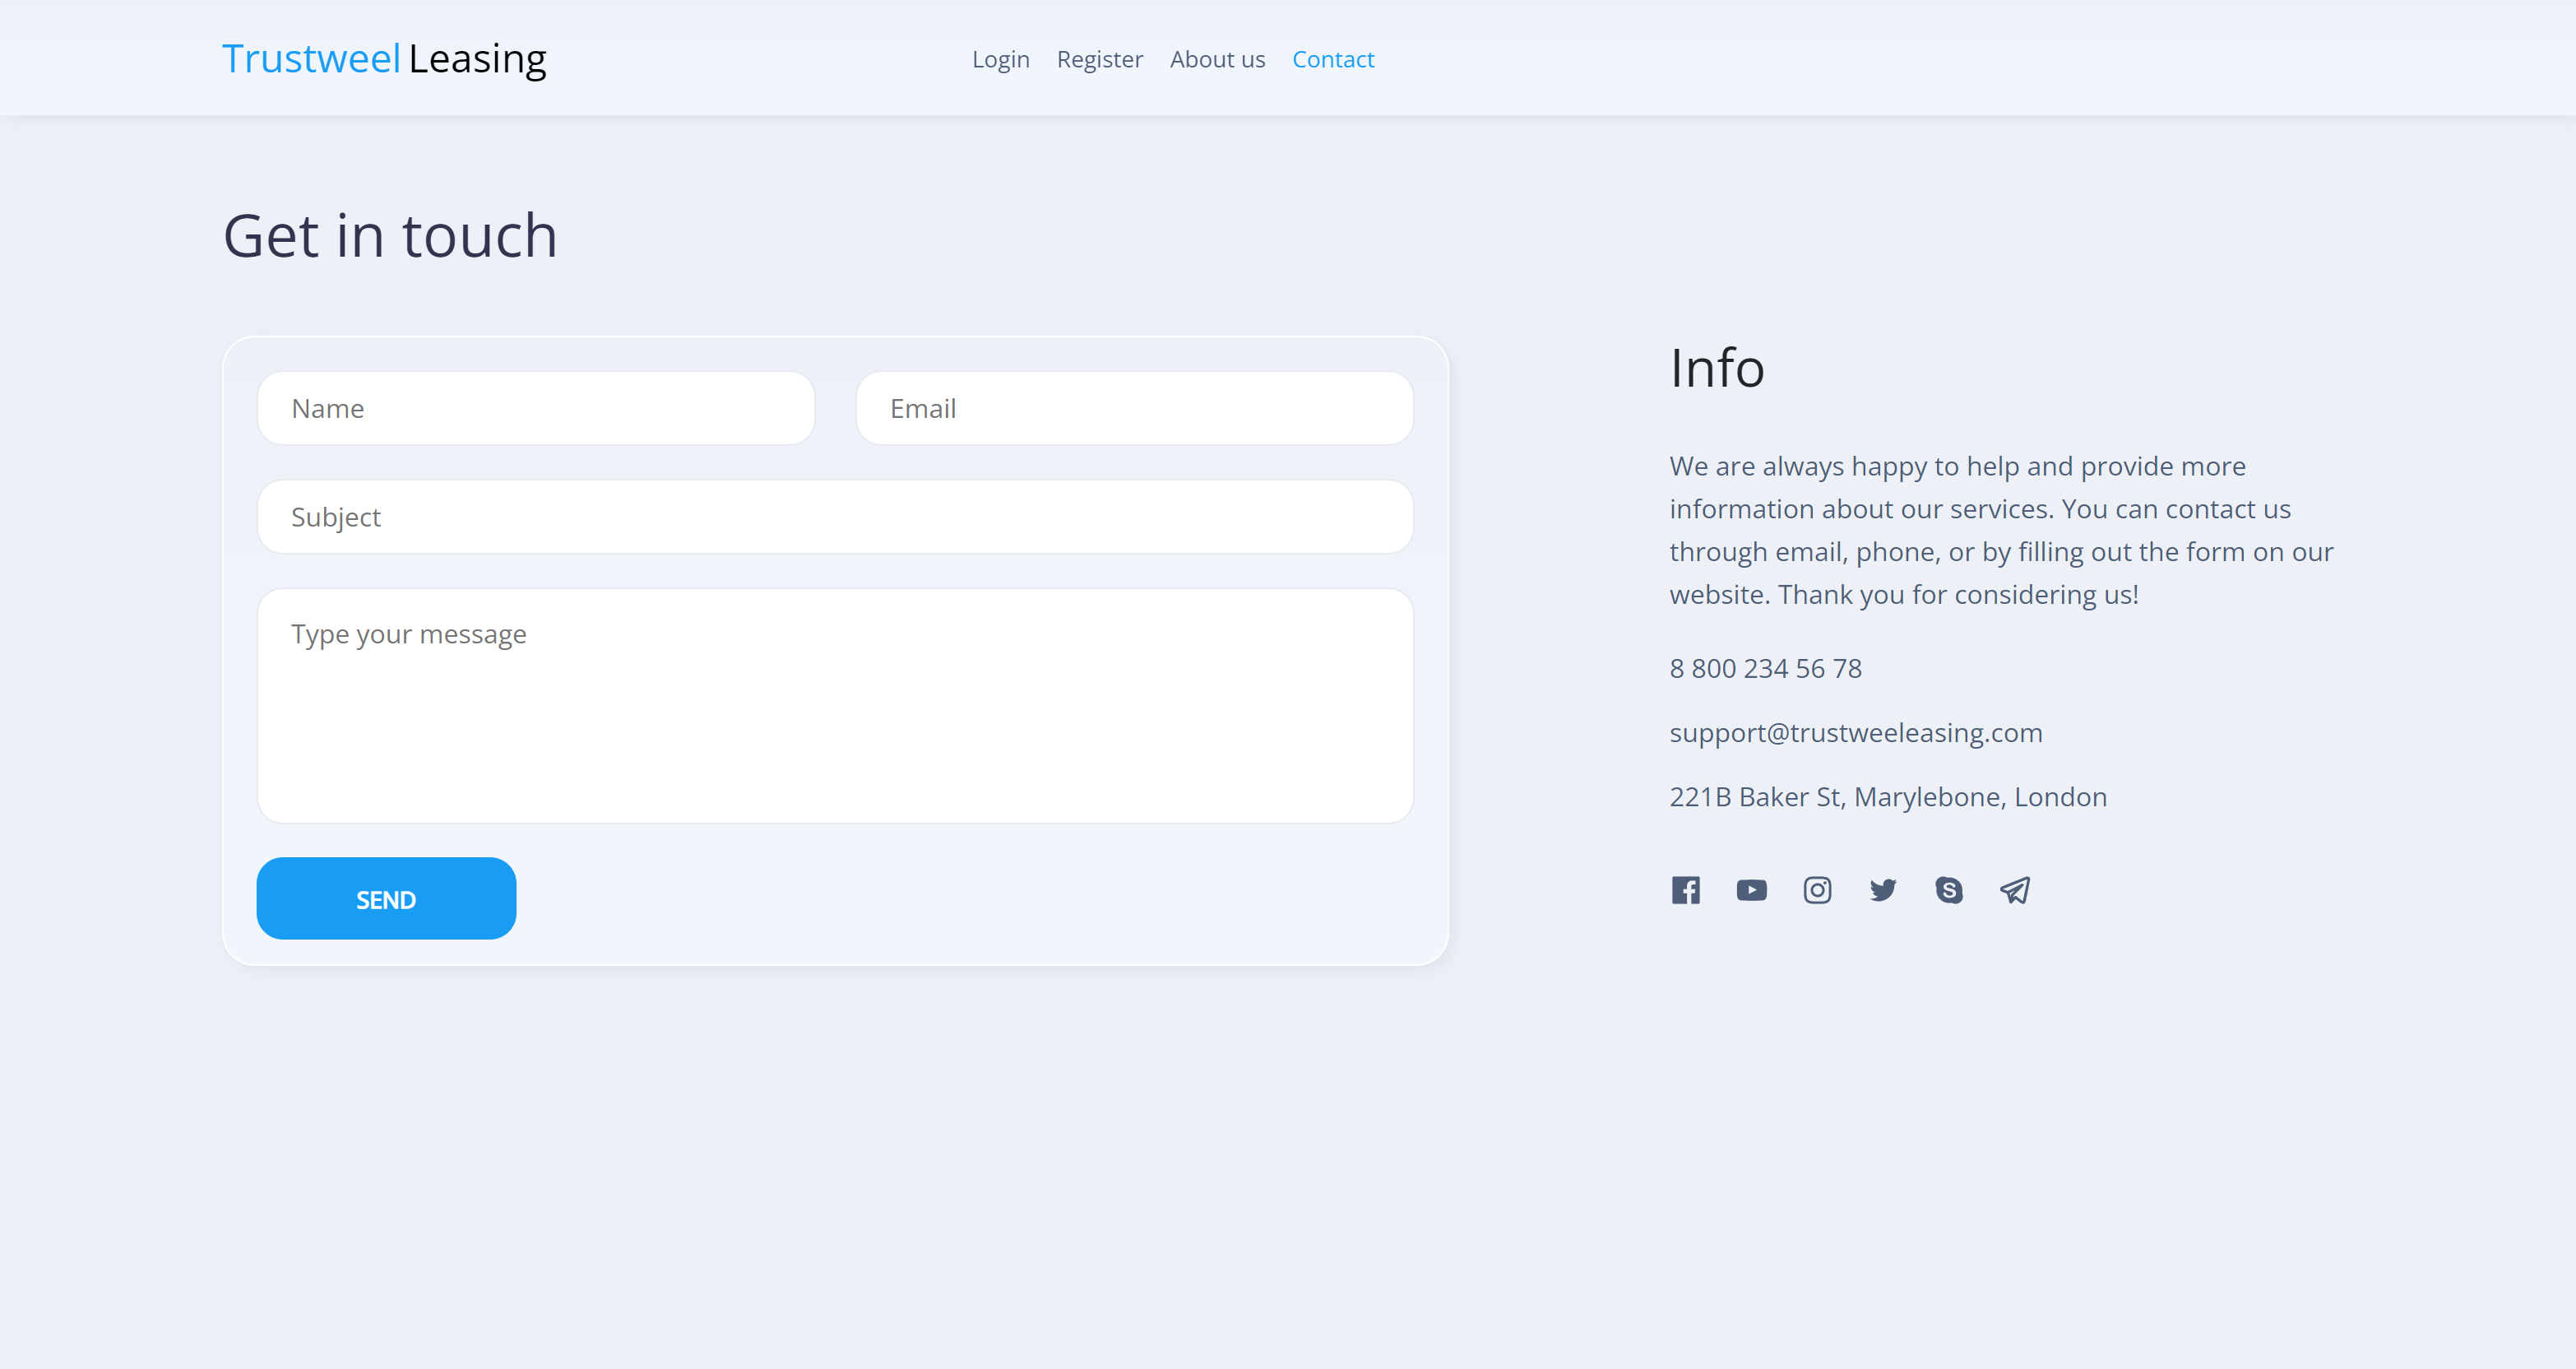 Trustweel Leasing
Login Register About us Contact
Get in touch
Name
Email
Subject
Type your message
SEND
Info
We are always happy to help and provide more
information about our services. You can contact us
through email, phone, or by filling out the form on our
website. Thank you for considering us!
8 800 234 56 78
support@trustweeleasing.com
221B Baker St, Marylebone, London